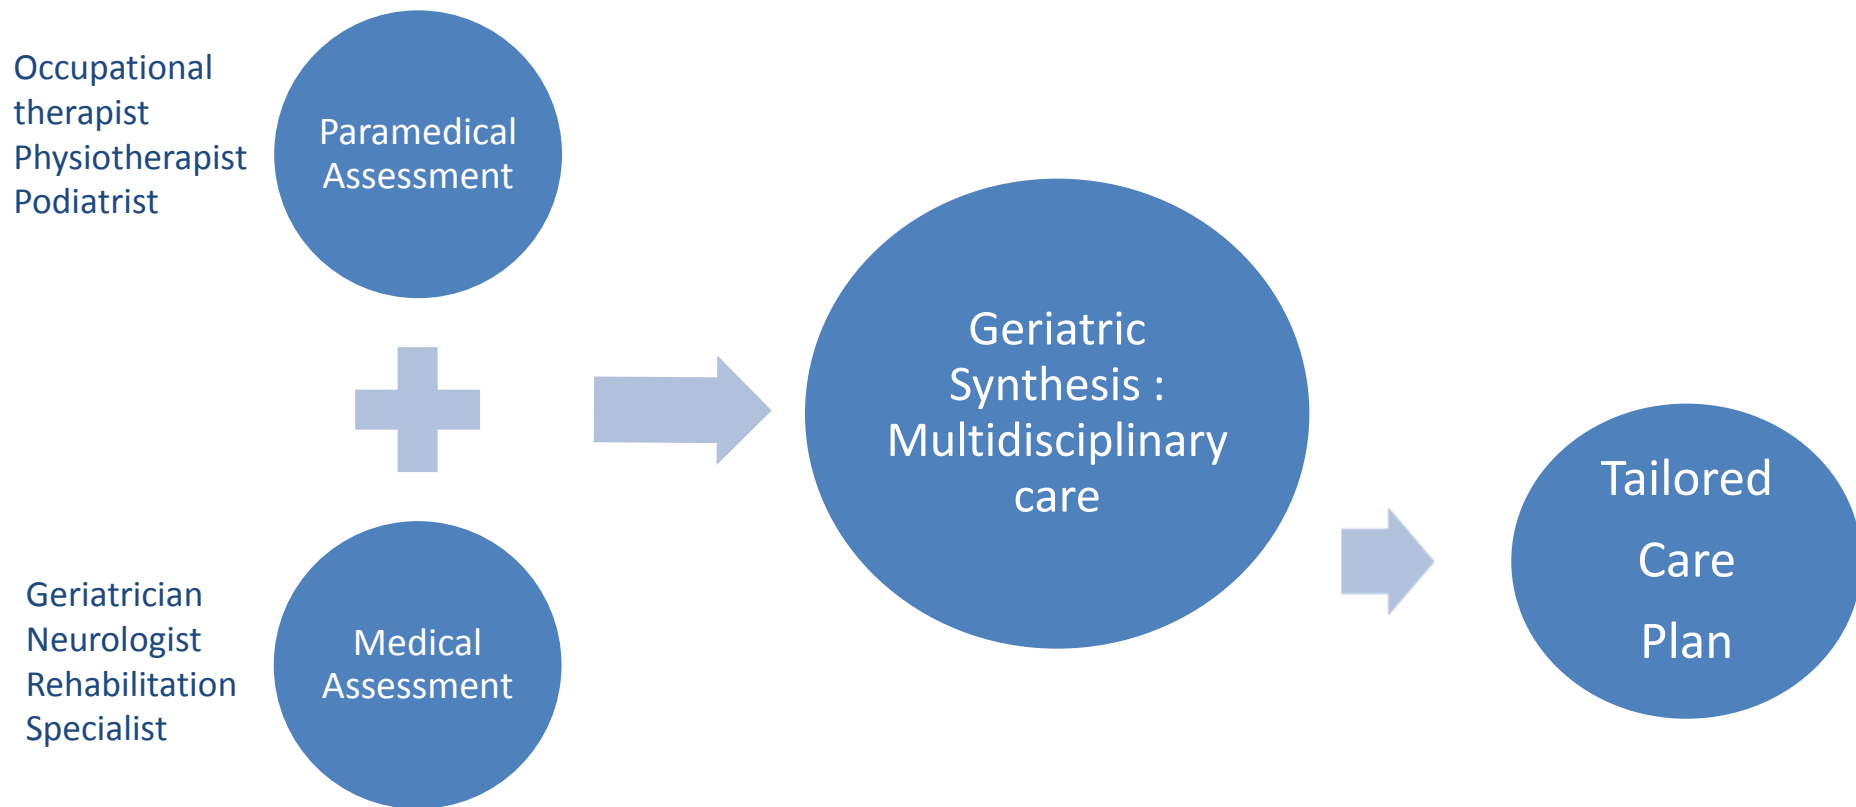 Occupational
therapist
Physiotherapist
Podiatrist
Paramedical
Assessment
Geriatrician
Neurologist
Rehabilitation
Specialist
Medical
Assessment
Geriatric
Synthesis :
Multidisciplinary
care
Tailored
Care
Plan